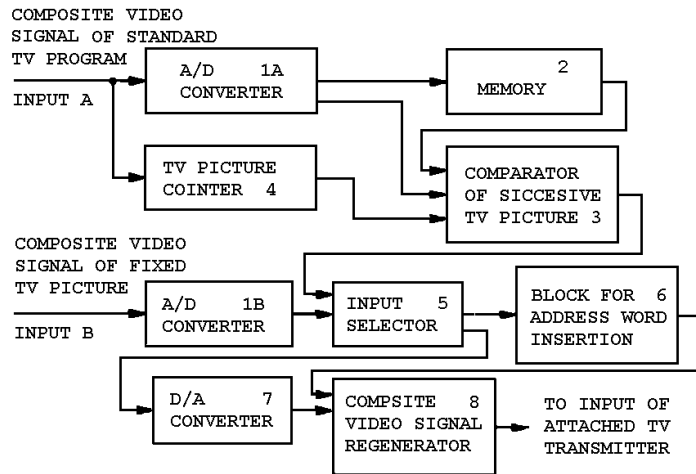 COMPOSITE VIDEO
SIGNAL OF STANDARD
TV PROGRAM
INPUT A
A/D 1A
CONVERTER
2
MEMORY
TV PICTURE
COINTER 4
COMPARATOR
OF SICCESIVE
TV PICTURE 3
COMPOSITE VIDEO
SIGNAL OF FIXED
TV PICTURE
INPUT B
A/D 1B
CONVERTER
INPUT 5
SELECTOR
BLOCK FOR 6
ADDRESS WORD
INSERTION
D/A 7
CONVERTER
COMPSITE 8
VIDEO SIGNAL
REGENERATOR
TO INPUT OF
ATTACHED TV
TRANSMITTER